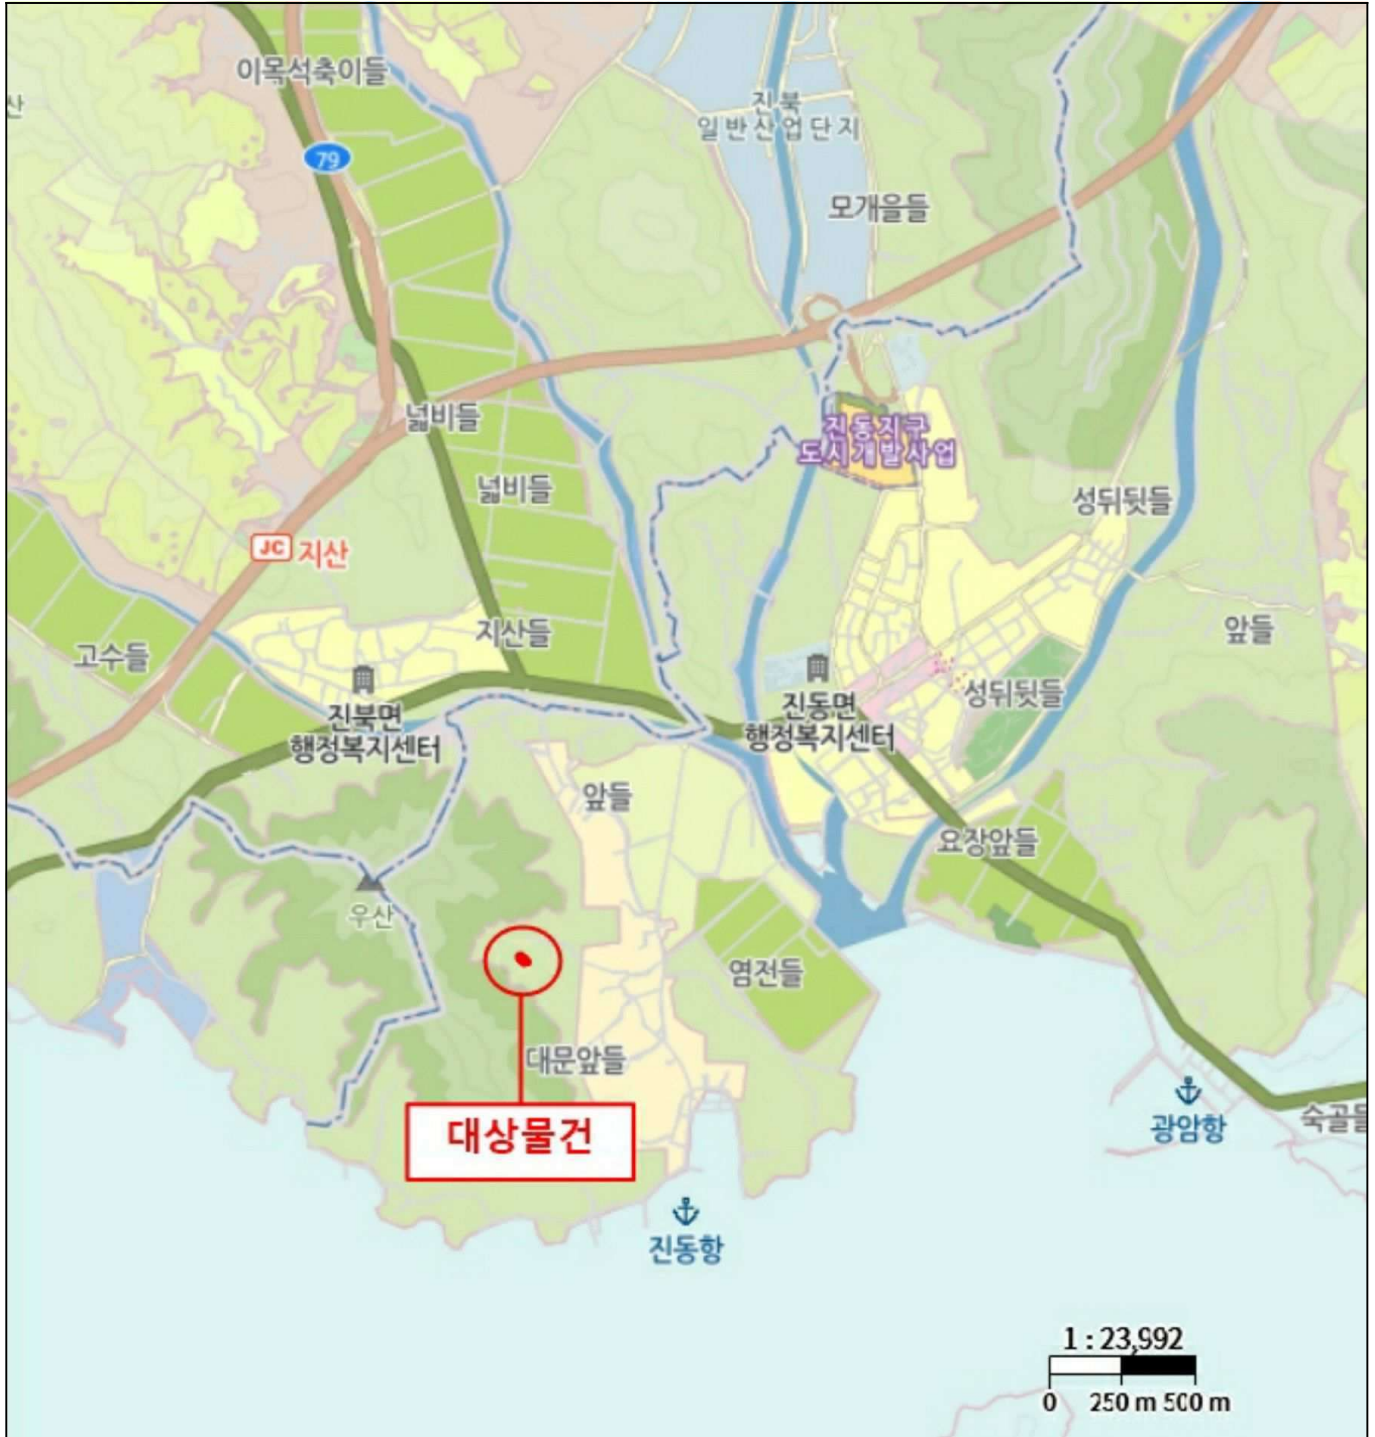 이목석축이들
산
진북
일반산업단지
79
모개을들
넓비들
진동지구
도시개발사업
넓비들
성뒤뒷들
JC 지산
지산들
앞들
고수들
성뒤뒷들
진북면
행정복지센터
진동면
행정복지센터
앞들
요장앞들
우산
염전들
대문앞들
대상물건
광암항
숙골들
진동항
1 : 23,992
0 250 m 500 m